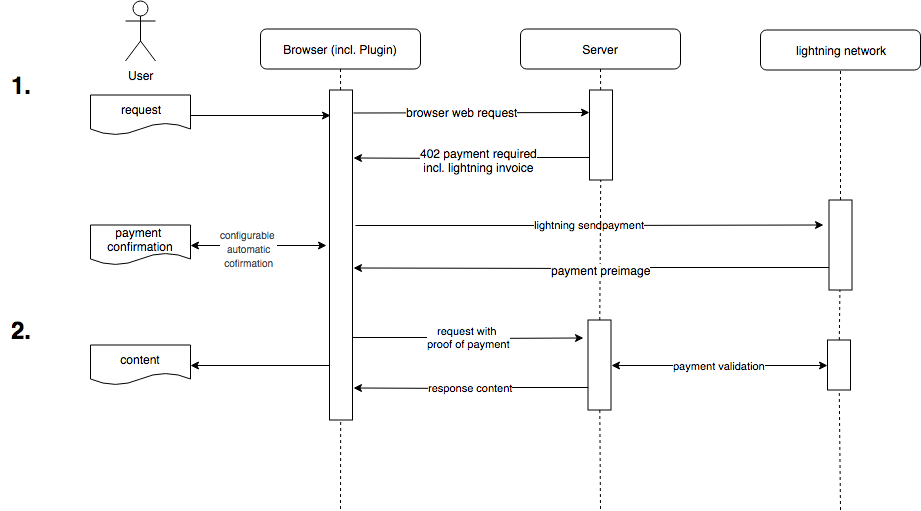 User
Browser (incl. Plugin)
Server
lightning network
1.
request
browser web request
402 payment required
incl. lightning invoice
payment
confirmation
configurable
automatic
cofirmation
lightning sendpayment
payment preimage
2.
request with
proof of payment
content
payment validation
response content